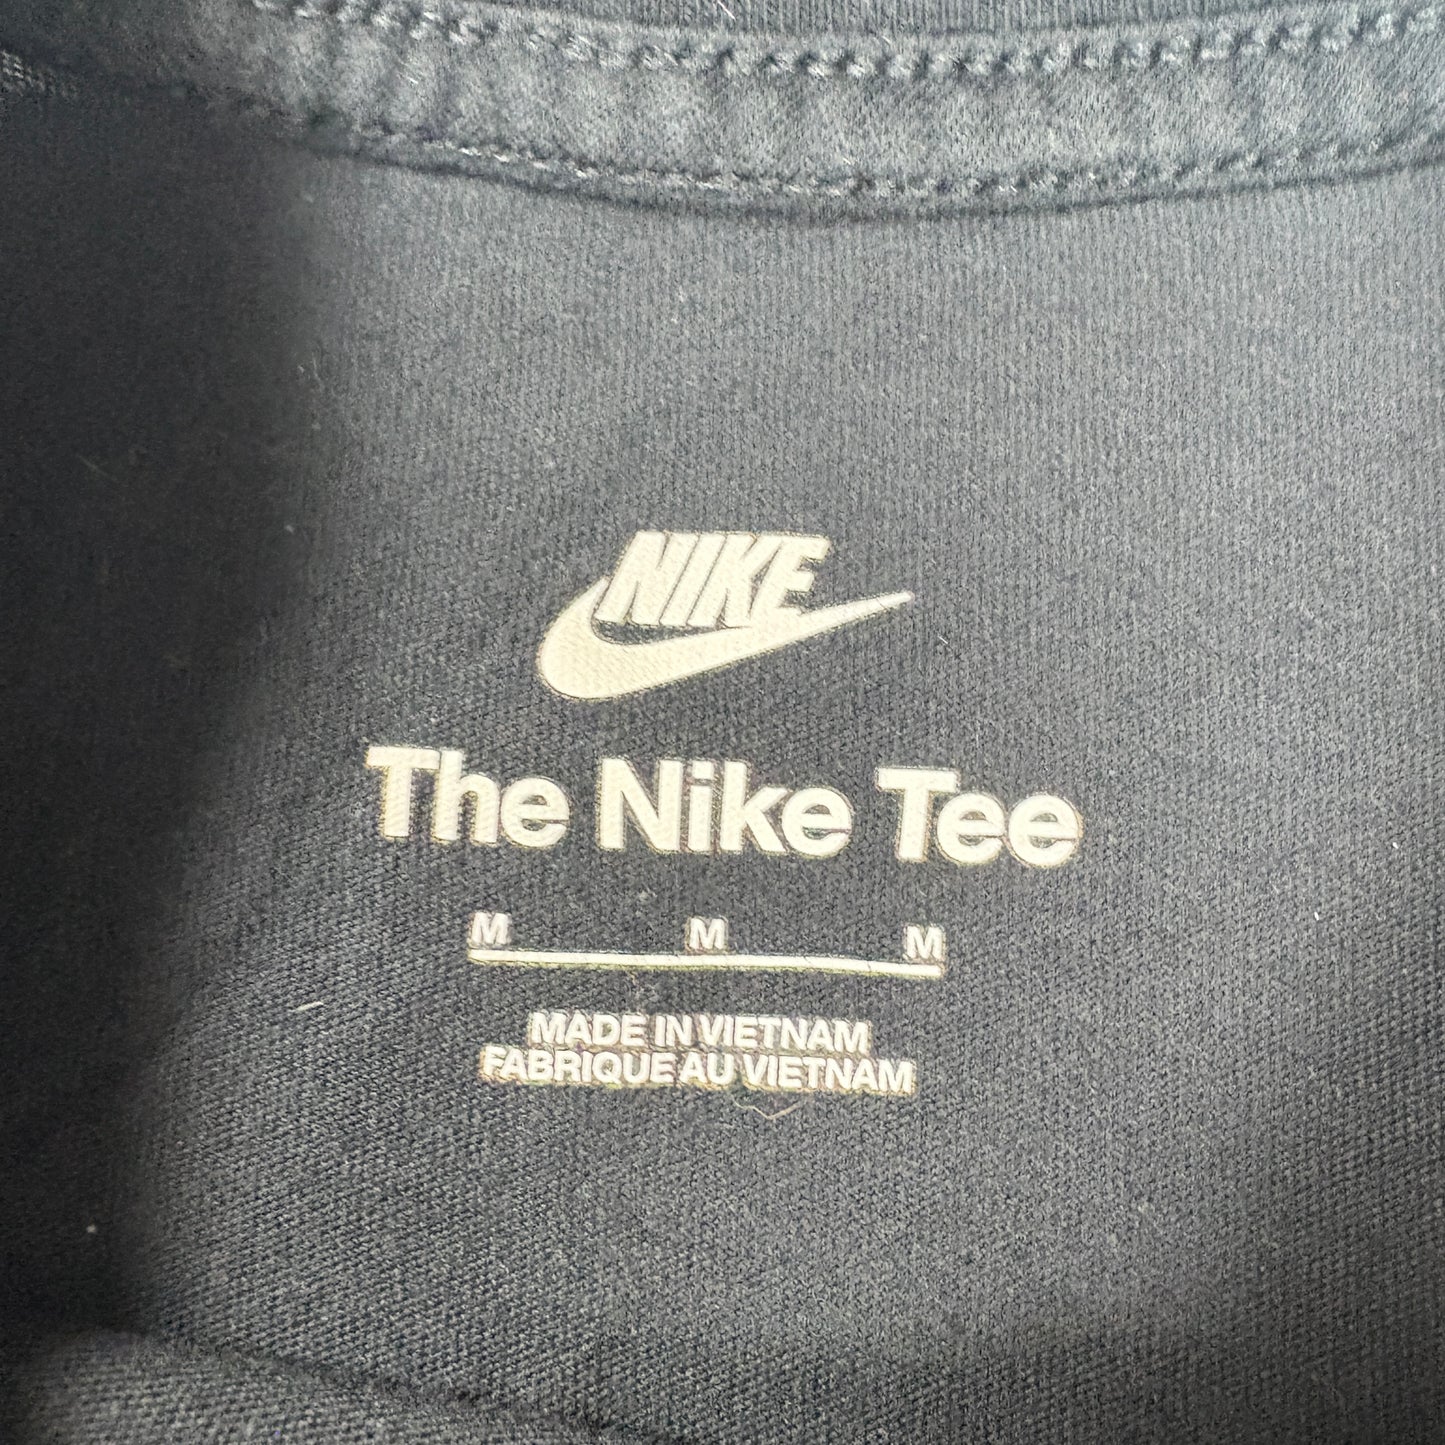 NIKE
The Nike Tee
M M M
MADE IN VIETNAM
FABRIQUE AU VIETNAM